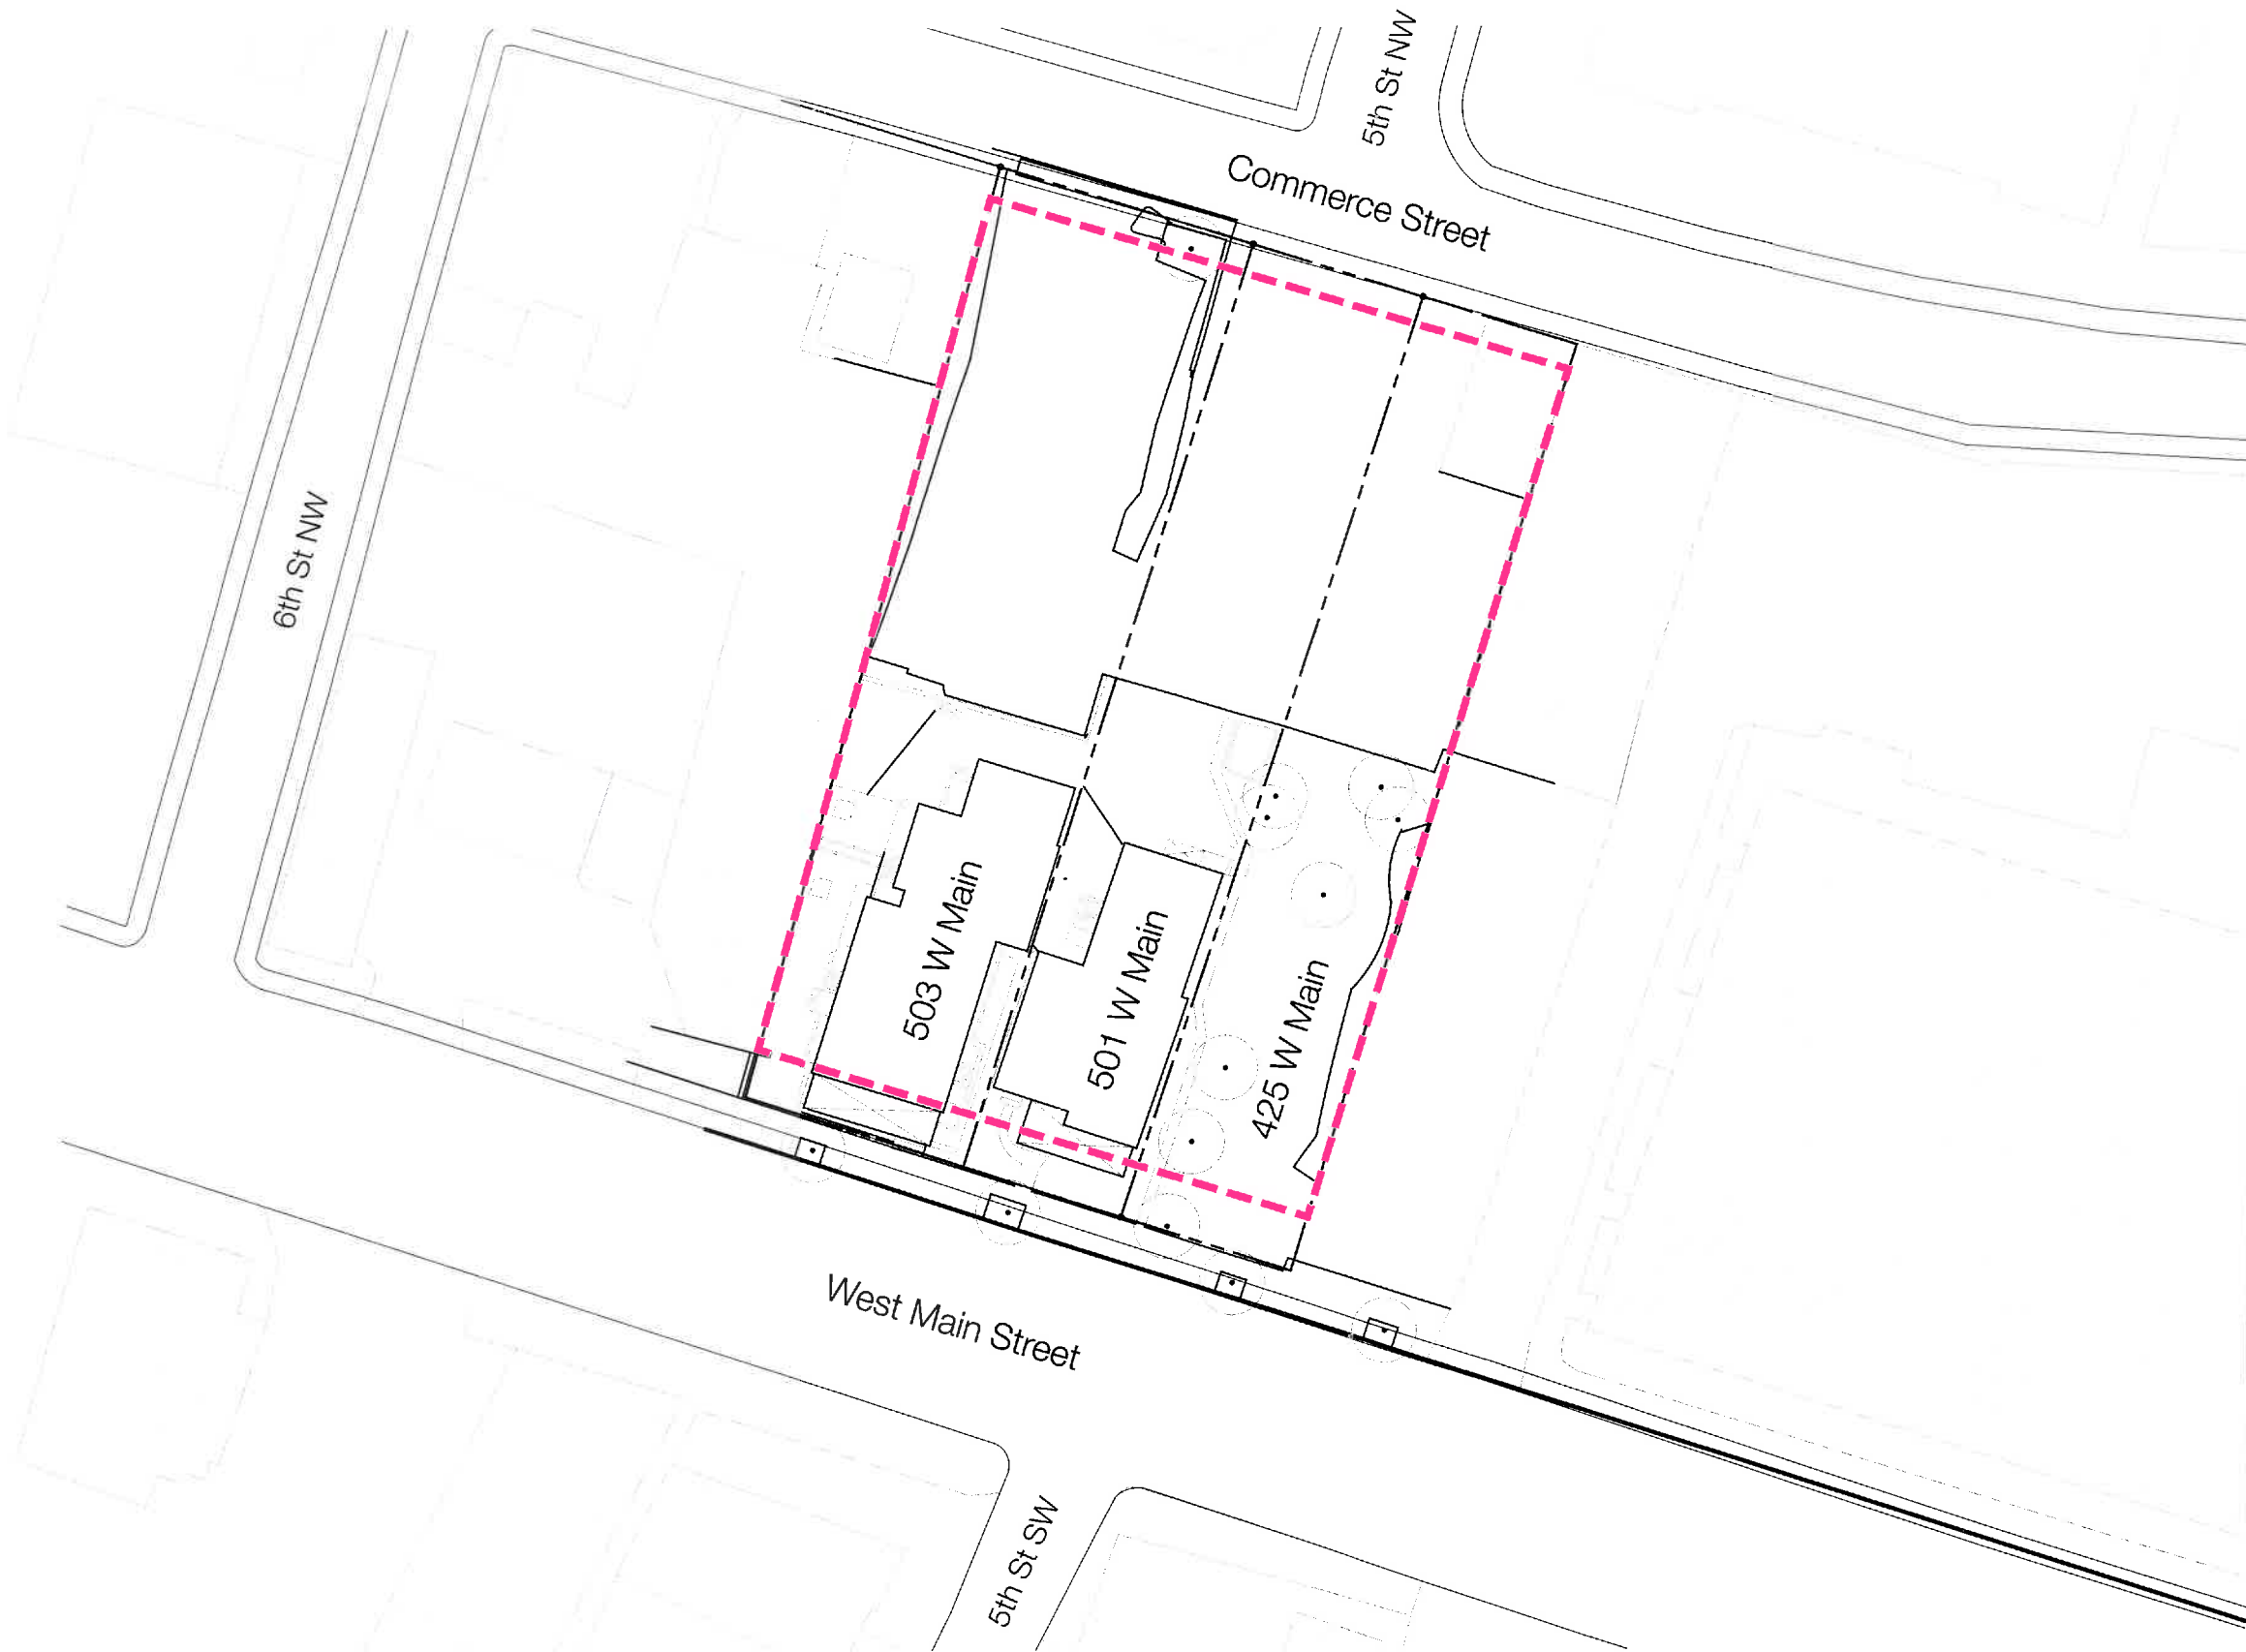 5th St NW
Commerce Street
6th St NW
503 W Main
501 W Main
425 W Main
West Main Street
5th St SW